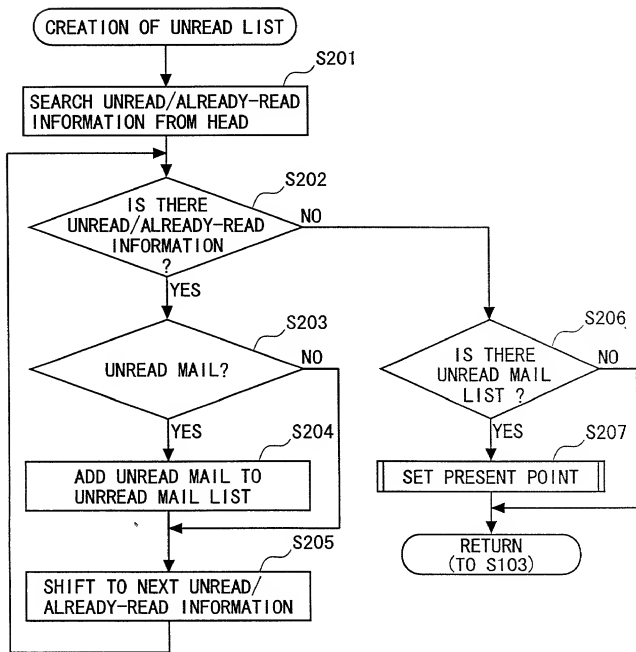 CREATION OF UNREAD LIST
S201
SEARCH UNREAD/ALREADY-READ
INFORMATION FROM HEAD
S202
IS THERE
UNREAD/ALREADY-READ
INFORMATION
?
NO
YES
S203
UNREAD MAIL?
NO
YES
S204
ADD UNREAD MAIL TO
UNRREAD MAIL LIST
S205
SHIFT TO NEXT UNREAD/
ALREADY-READ INFORMATION
S206
IS THERE
UNREAD MAIL
LIST ?
NO
YES
S207
SET PRESENT POINT
RETURN
(TO S103)